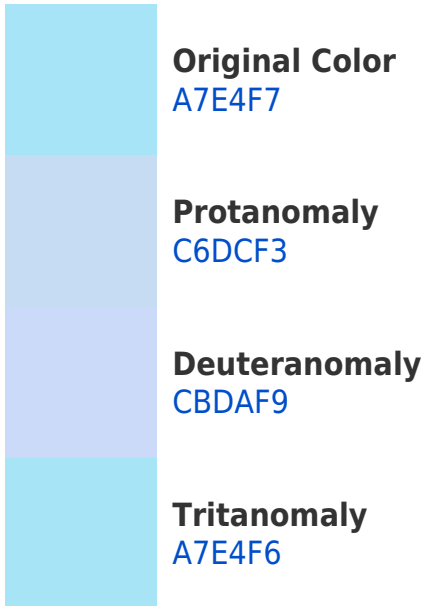 Original Color
A7E4F7
Protanomaly
C6DCF3
Deuteranomaly
CBDAF9
Tritanomaly
A7E4F6